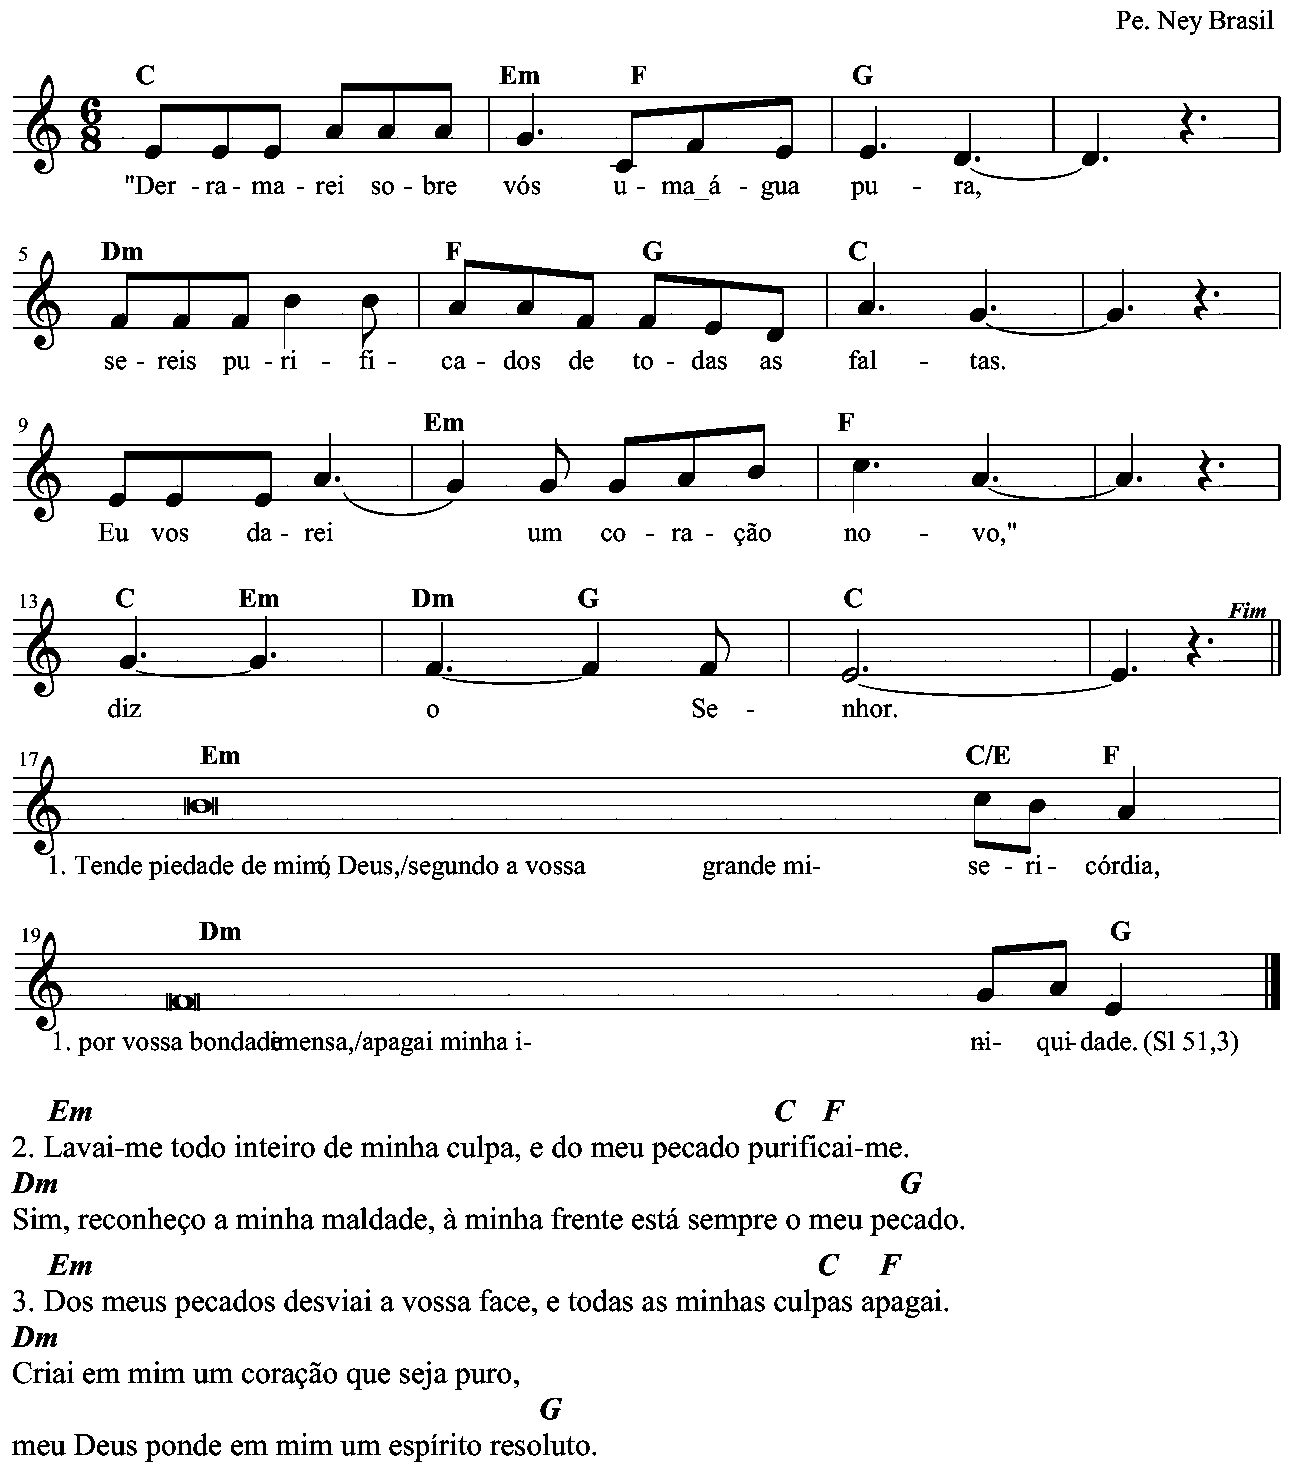 Pe. Ney Brasil
C Em F G
6
8
"Der - ra - ma - rei so - bre vós u - ma_á - gua pu - ra,
5 Dm F G C
se - reis pu - ri - fi - ca - dos de to - das as fal - tas.
9 Em F
Eu vos da - rei um co - ra - ção no - vo,"
13 C Em Dm G C Fim
diz o Se - nhor.
17 Em C/E F
1. Tende piedade de mim, ó Deus,/segundo a vossa grande mi- se - ri - córdia,
19 Dm G
1. por vossa bondade imensa,/apagai minha i- ni- qui-dade. (Sl 51,3)
Em C F
2. Lavai-me todo inteiro de minha culpa, e do meu pecado purificai-me.
Dm G
Sim, reconheço a minha maldade, à minha frente está sempre o meu pecado.
Em C F
3. Dos meus pecados desviai a vossa face, e todas as minhas culpas apagai.
Dm
Criai em mim um coração que seja puro,
G
meu Deus ponde em mim um espírito resoluto.